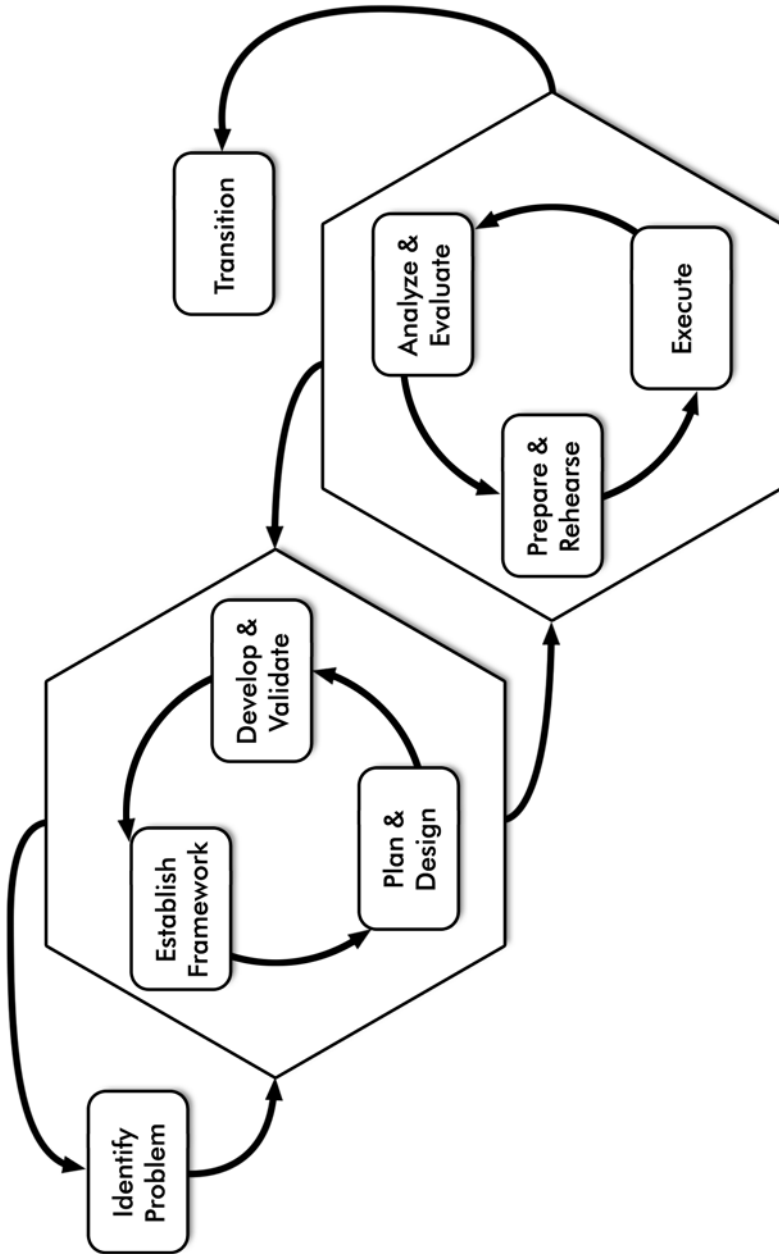 Identify
Problem
Establish
Framework
Plan &
Design
Develop &
Validate
Prepare &
Rehearse
Execute
Analyze &
Evaluate
Transition